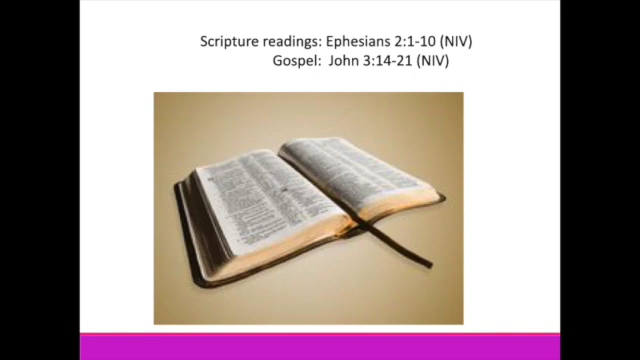 Scripture readings: Ephesians 2:1-10 (NIV)
Gospel: John 3:14-21 (NIV)